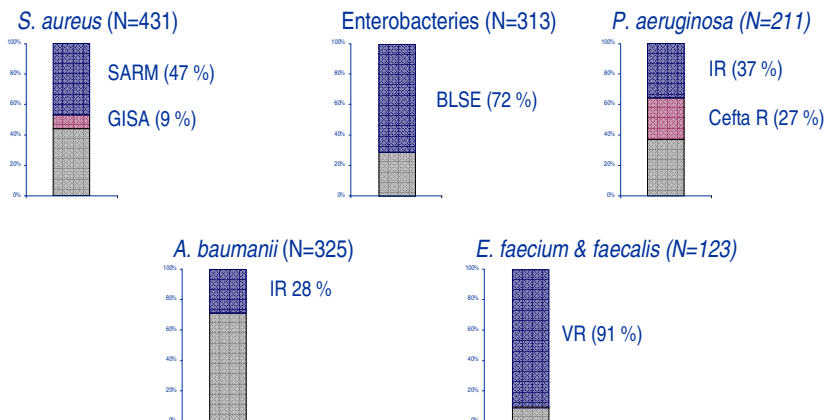 S. aureus (N=431)
100%
80%
60%
40%
20%
0%
SARM (47 %)
GISA (9 %)
Enterobacteries (N=313)
100%
80%
60%
40%
20%
0%
BLSE (72 %)
P. aeruginosa (N=211)
100%
80%
60%
40%
20%
0%
IR (37 %)
Cefta R (27 %)
A. baumanii (N=325)
100%
80%
60%
40%
20%
0%
IR 28 %
E. faecium & faecalis (N=123)
100%
80%
60%
40%
20%
0%
VR (91 %)